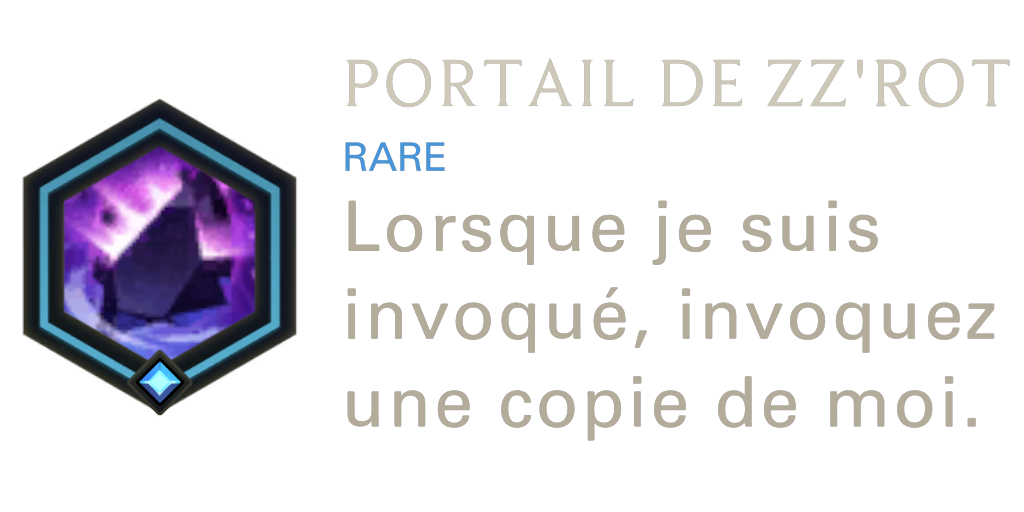 PORTAIL DE ZZ'ROT
RARE
Lorsque je suis
invoqué, invoquez
une copie de moi.